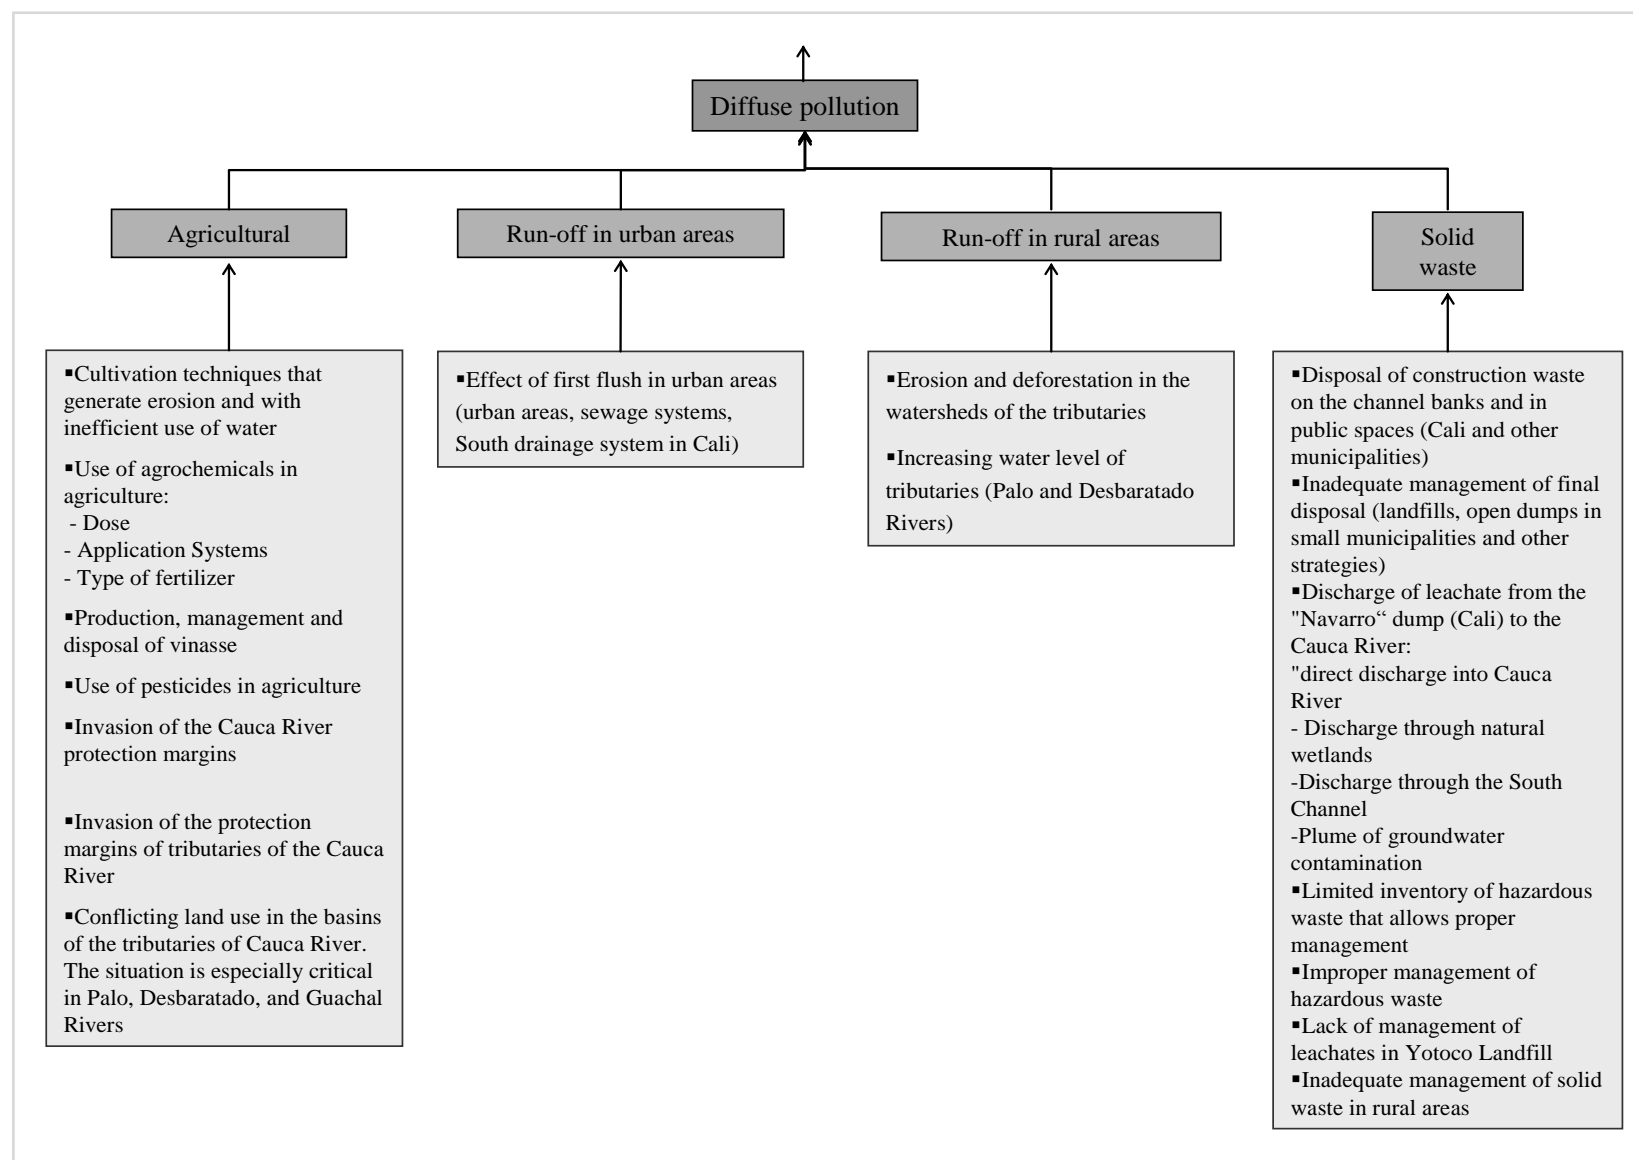 Diffuse pollution
Agricultural
Run-off in urban areas
Run-off in rural areas
Solid
waste
▪Cultivation techniques that
generate erosion and with
inefficient use of water
▪Use of agrochemicals in
agriculture:
- Dose
- Application Systems
- Type of fertilizer
▪Production, management and
disposal of vinasse
▪Use of pesticides in agriculture
▪Invasion of the Cauca River
protection margins
▪Invasion of the protection
margins of tributaries of the Cauca
River
▪Conflicting land use in the basins
of the tributaries of Cauca River.
The situation is especially critical
in Palo, Desbaratado, and Guachal
Rivers
▪Effect of first flush in urban areas
(urban areas, sewage systems,
South drainage system in Cali)
▪Erosion and deforestation in the
watersheds of the tributaries
▪Increasing water level of
tributaries (Palo and Desbaratado
Rivers)
▪Disposal of construction waste
on the channel banks and in
public spaces (Cali and other
municipalities)
▪Inadequate management of final
disposal (landfills, open dumps in
small municipalities and other
strategies)
▪Discharge of leachate from the
"Navarro“ dump (Cali) to the
Cauca River:
"direct discharge into Cauca
River
- Discharge through natural
wetlands
-Discharge through the South
Channel
-Plume of groundwater
contamination
▪Limited inventory of hazardous
waste that allows proper
management
▪Improper management of
hazardous waste
▪Lack of management of
leachates in Yotoco Landfill
▪Inadequate management of solid
waste in rural areas